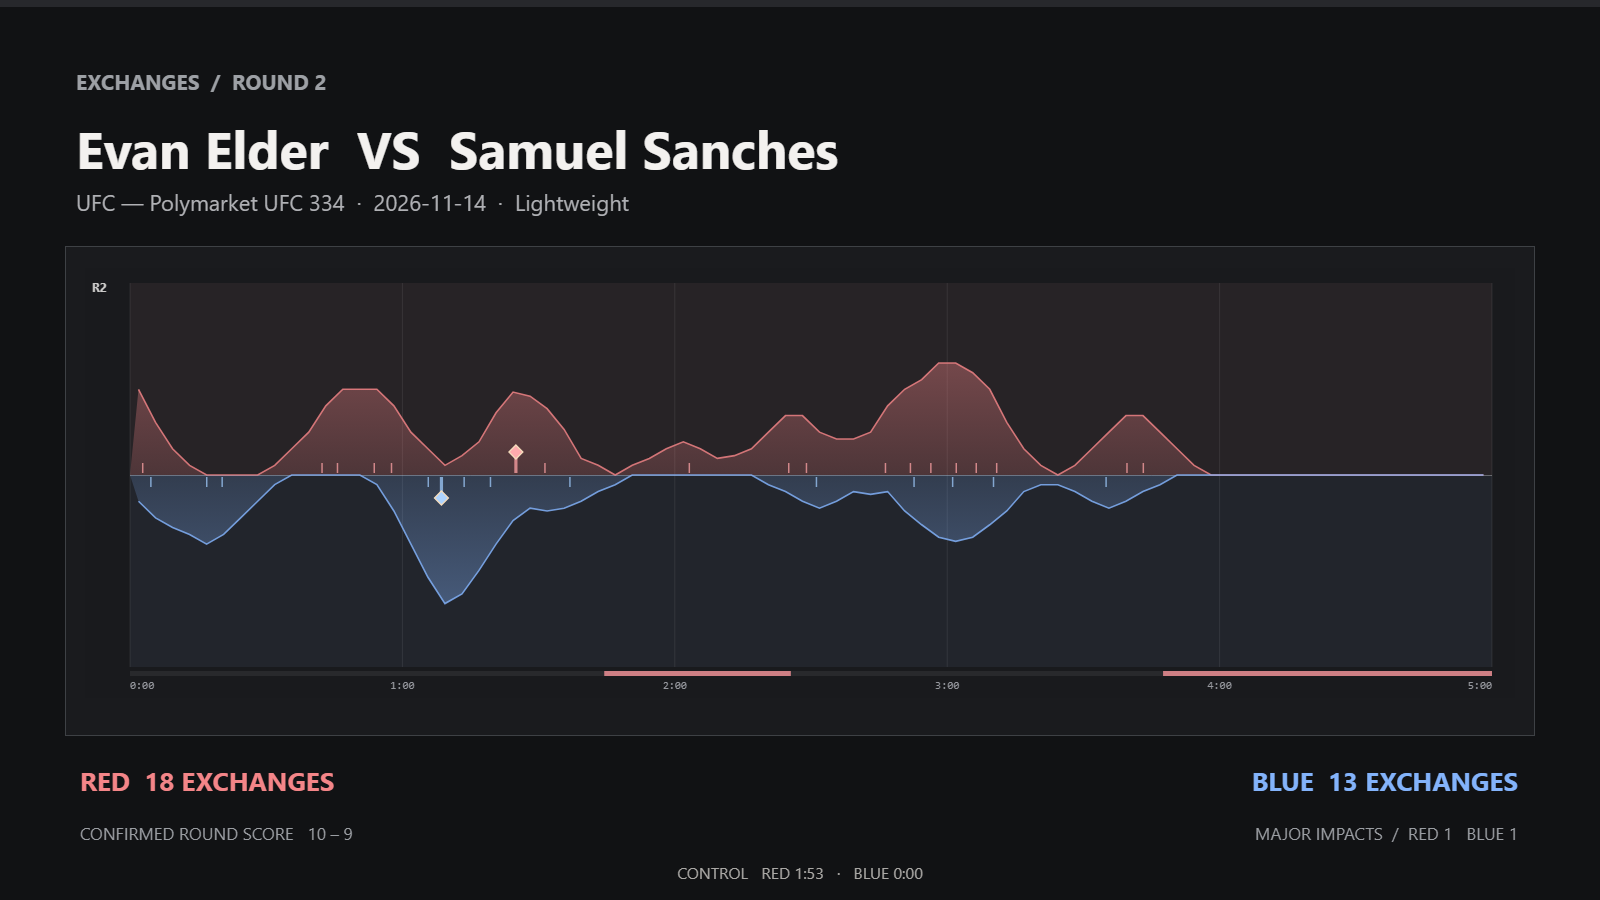 EXCHANGES / ROUND 2
Evan Elder VS Samuel Sanches
UFC — Polymarket UFC 334 · 2026-11-14 · Lightweight
R2
0:00 1:00 2:00 3:00 4:00 5:00
RED 18 EXCHANGES BLUE 13 EXCHANGES
CONFIRMED ROUND SCORE 10 – 9 MAJOR IMPACTS / RED 1 BLUE 1
CONTROL RED 1:53 · BLUE 0:00